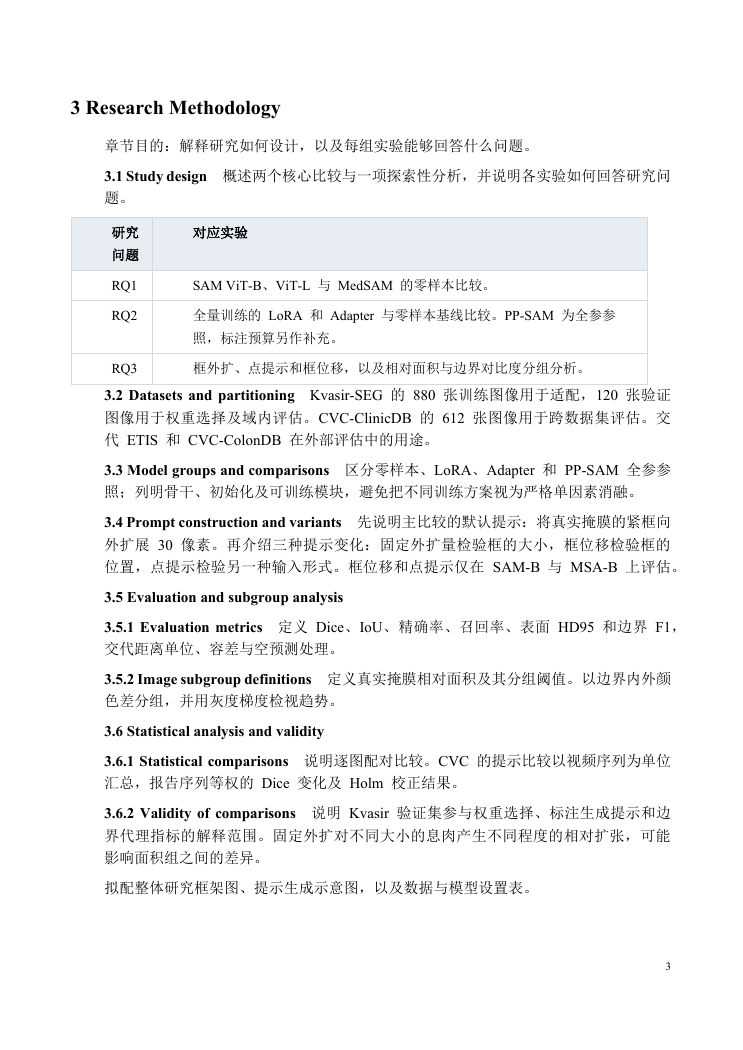 3 Research Methodology
章节目的：解释研究如何设计，以及每组实验能够回答什么问题。
3.1 Study design 概述两个核心比较与一项探索性分析，并说明各实验如何回答研究问
题。
研究
问题
对应实验
RQ1
SAM ViT-B、ViT-L 与 MedSAM 的零样本比较。
RQ2
全量训练的 LoRA 和 Adapter 与零样本基线比较。PP-SAM 为全参参
照，标注预算另作补充。
RQ3
框外扩、点提示和框位移，以及相对面积与边界对比度分组分析。
3.2 Datasets and partitioning Kvasir-SEG 的 880 张训练图像用于适配，120 张验证
图像用于权重选择及域内评估。CVC-ClinicDB 的 612 张图像用于跨数据集评估。交
代 ETIS 和 CVC-ColonDB 在外部评估中的用途。
3.3 Model groups and comparisons 区分零样本、LoRA、Adapter 和 PP-SAM 全参参
照；列明骨干、初始化及可训练模块，避免把不同训练方案视为严格单因素消融。
3.4 Prompt construction and variants 先说明主比较的默认提示：将真实掩膜的紧框向
外扩展 30 像素。再介绍三种提示变化：固定外扩量检验框的大小，框位移检验框的
位置，点提示检验另一种输入形式。框位移和点提示仅在 SAM-B 与 MSA-B 上评估。
3.5 Evaluation and subgroup analysis
3.5.1 Evaluation metrics 定义 Dice、IoU、精确率、召回率、表面 HD95 和边界 F1，
交代距离单位、容差与空预测处理。
3.5.2 Image subgroup definitions 定义真实掩膜相对面积及其分组阈值。以边界内外颜
色差分组，并用灰度梯度检视趋势。
3.6 Statistical analysis and validity
3.6.1 Statistical comparisons 说明逐图配对比较。CVC 的提示比较以视频序列为单位
汇总，报告序列等权的 Dice 变化及 Holm 校正结果。
3.6.2 Validity of comparisons 说明 Kvasir 验证集参与权重选择、标注生成提示和边
界代理指标的解释范围。固定外扩对不同大小的息肉产生不同程度的相对扩张，可能
影响面积组之间的差异。
拟配整体研究框架图、提示生成示意图，以及数据与模型设置表。
3